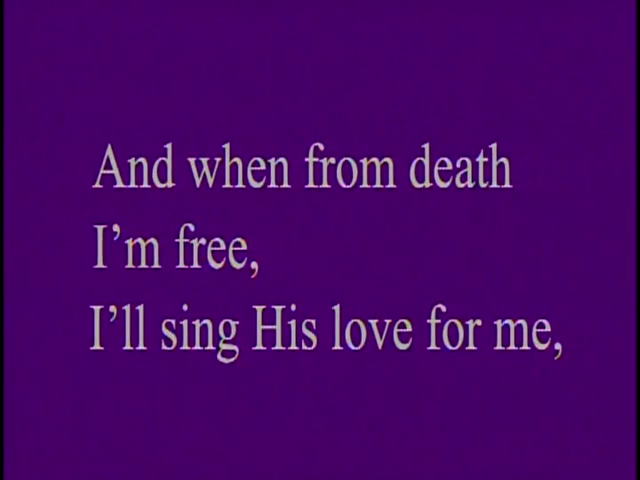 And when from death
I’m free,
I’ll sing His love for me,